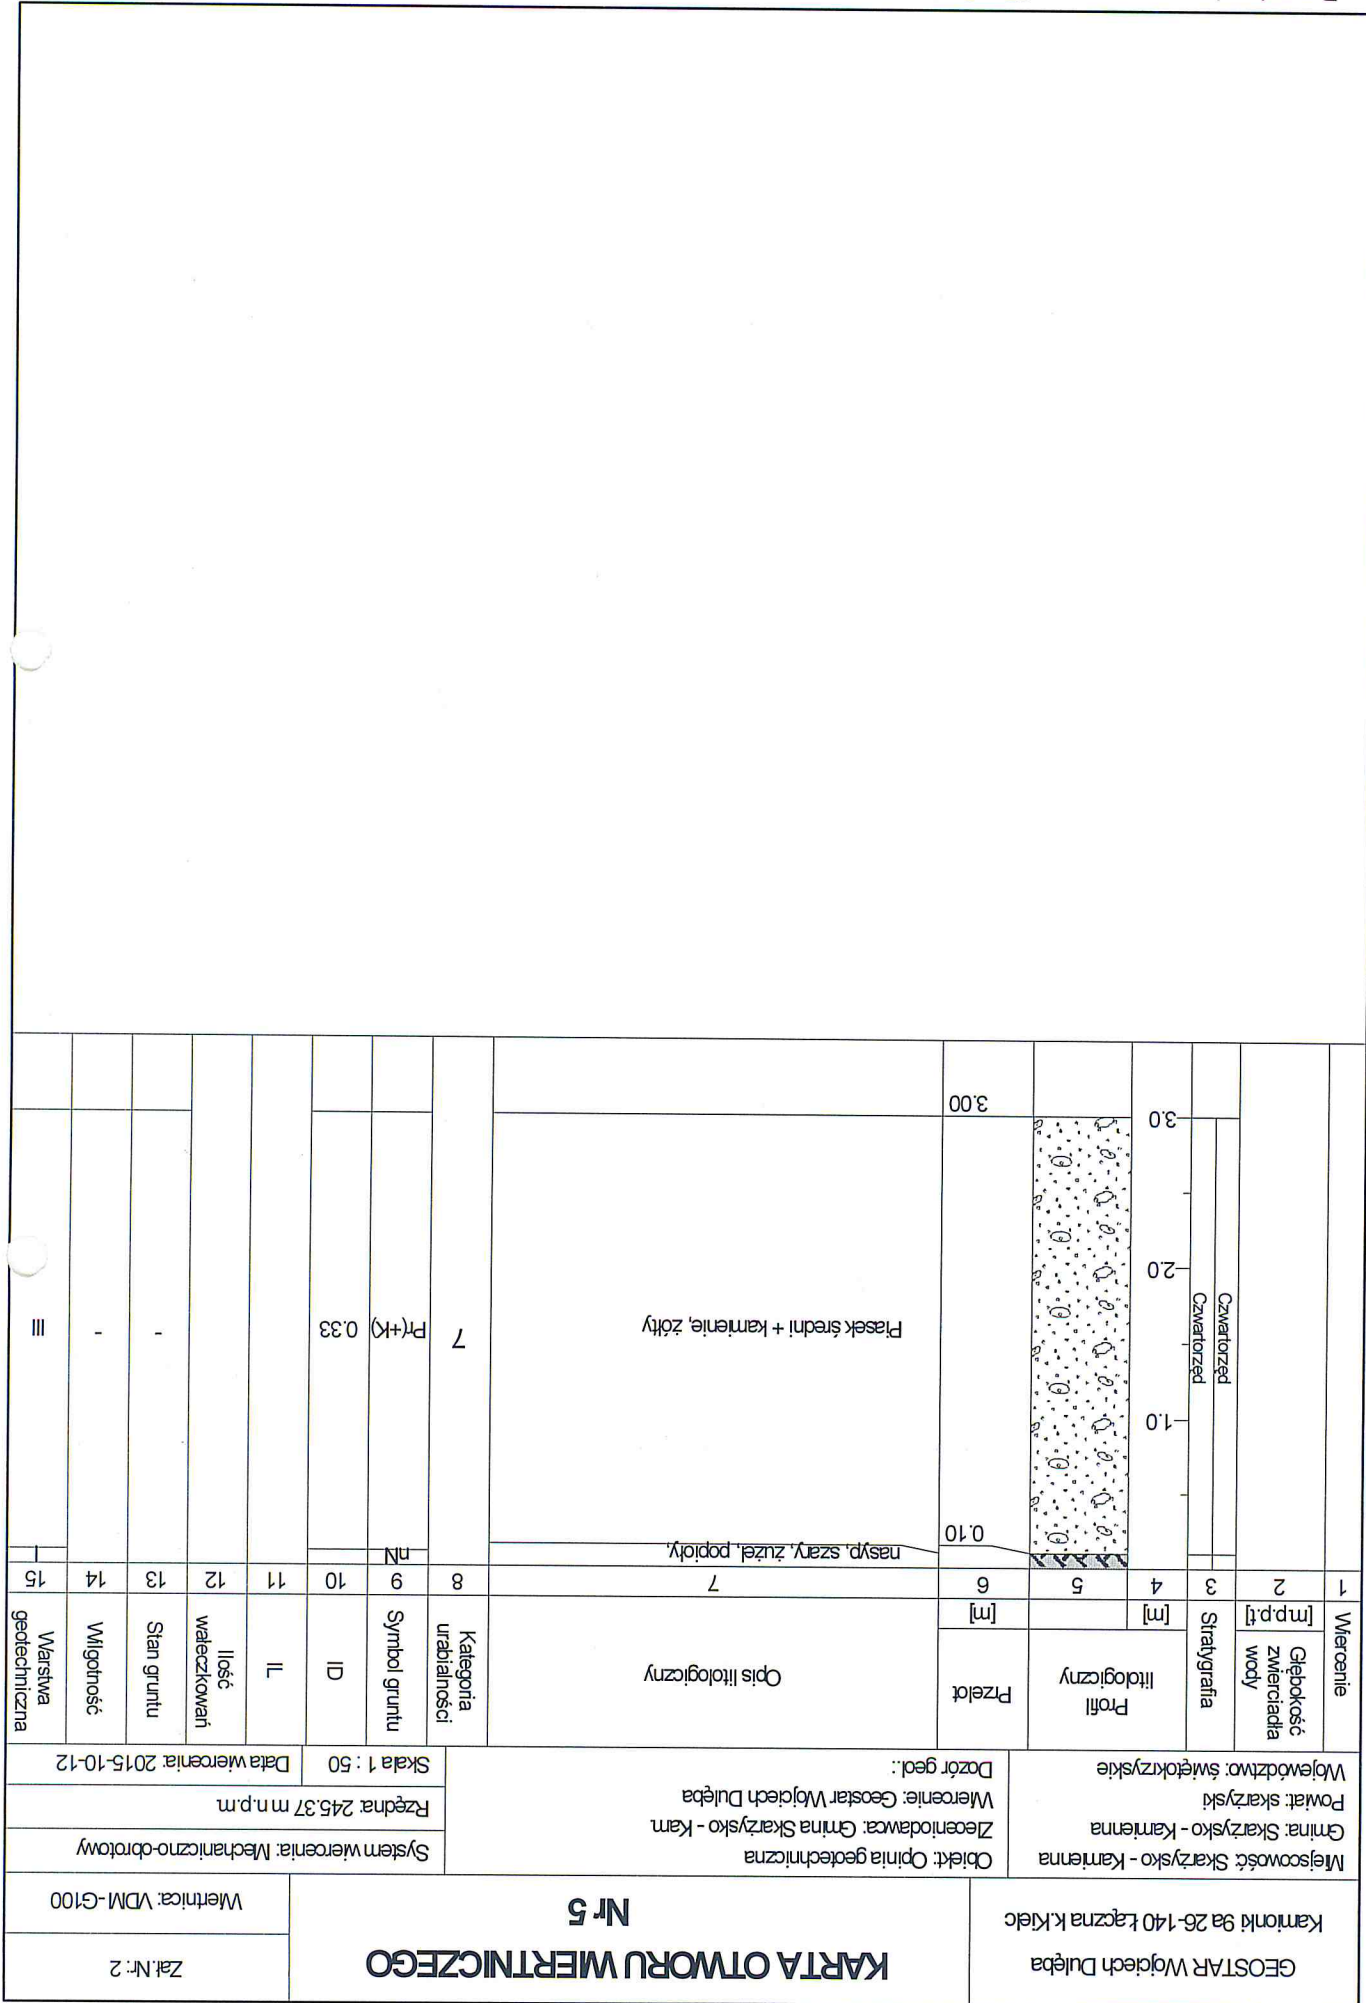 GEOSTAR Wojciech Dulęba
Kamionki 9a 26-140 Łączna k.Kielc
KARTA OTWORU WIERTNICZEGO
Nr 5
Zał.Nr: 2
Wiertnica: VDM-G100
Miejscowość: Skarżysko - Kamienna
Gmina: Skarżysko - Kamienna
Powiat: skarżyski
Województwo: świętokrzyskie
Obiekt: Opinia geotechniczna
Zleceniodawca: Gmina Skarżysko - Kam.
Wiercenie: Geostar Wojciech Dulęba
Dozór geol.:
System wiercenia: Mechaniczno-obrotowy
Rzędna: 245.37 m n.p.m.
Skala 1 : 50
Data wiercenia: 2015-10-12
Wiercenie
Głębokość
zwierciadła
wody
[m.p.p.t]
Stratygrafia
Profil
litologiczny
[m]
Przelot
[m]
Opis litologiczny
Kategoria
urabialności
Symbol gruntu
ID
IL
Ilość
wałeczkowań
Stan gruntu
Wilgotność
Warstwa
geotechniczna
1 2 3 4 5 6 7 8 9 10 11 12 13 14 15
0.10
nasyp, szary, żużel, popioły,
nN
I
Czwartorzęd
Czwartorzęd
1.0
2.0
3.0
Piasek średni + kamienie, żółty
7
Pr(+K)
0.33
-
-
III
3.00